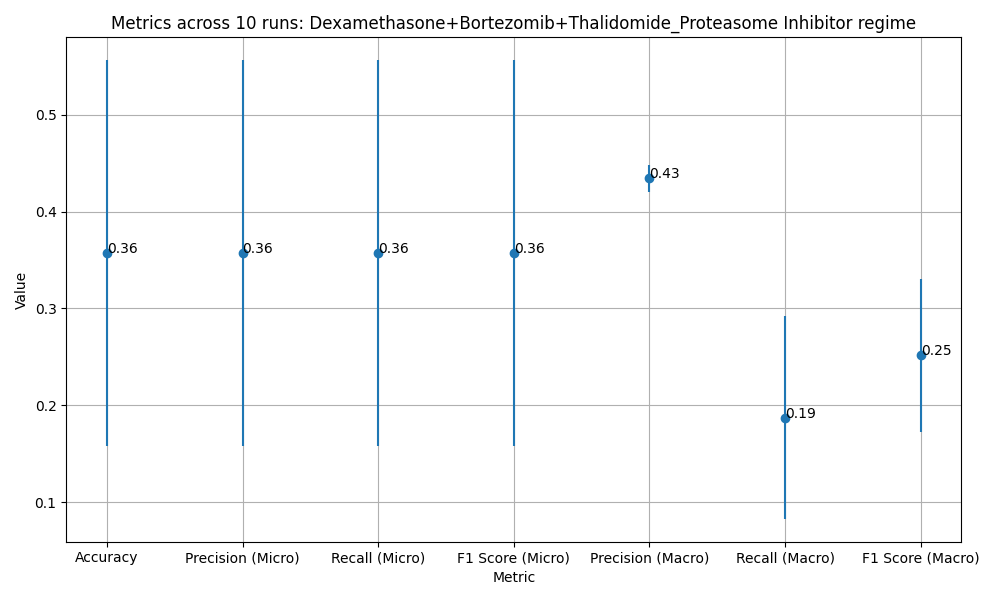 Metrics across 10 runs: Dexamethasone+Bortezomib+Thalidomide_Proteasome Inhibitor regime
Value
0.5
0.4
0.3
0.2
0.1
0.36
0.36
0.36
0.36
0.43
0.19
0.25
Accuracy
Precision (Micro)
Recall (Micro)
F1 Score (Micro)
Precision (Macro)
Recall (Macro)
F1 Score (Macro)
Metric